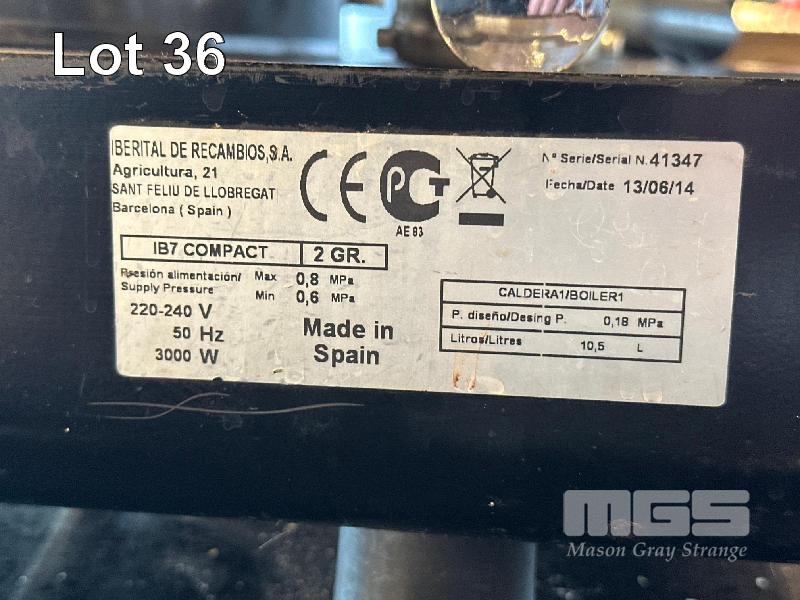 Lot 36
IBERITAL DE RECAMBIOS,S.A.
Agricultura, 21
SANT FELIU DE LLOBREGAT
Barcelona ( Spain )
CE
PCT
AE 83
Nº Serie/Serial N. 41347
Fecha/Date 13/06/14
IB7 COMPACT 2 GR.
Presión alimentación/ Max 0,8 MPa
Supply Pressure Min 0,6 MPa
220-240 V
50 Hz
3000 W
Made in
Spain
CALDERA1/BOILER1
P. diseño/Desing P. 0,18 MPa
Litros/Litres 10,5 L
MGS
Mason Gray Strange